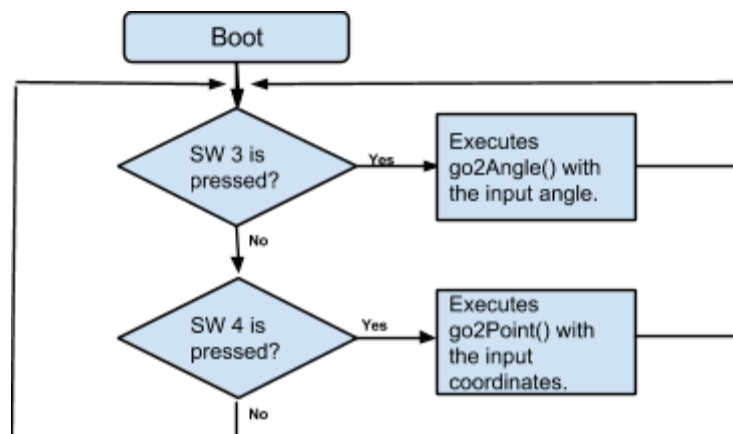 Boot
SW 3 is
pressed?
Yes
Executes
go2Angle() with
the input angle.
No
SW 4 is
pressed?
Yes
Executes
go2Point() with
the input
coordinates.
No